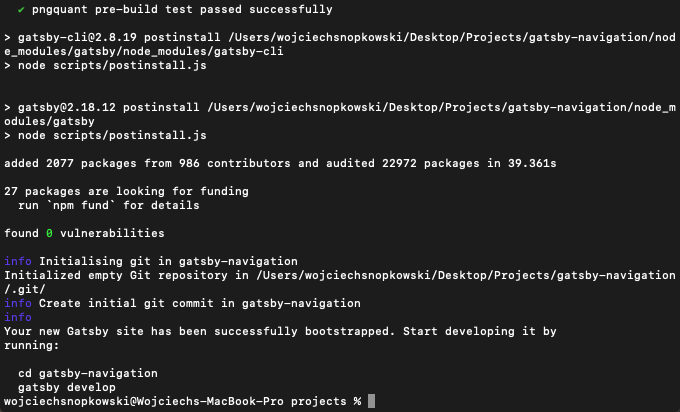 ✔ pngquant pre-build test passed successfully
> gatsby-cli@2.8.19 postinstall /Users/wojciechsnopkowski/Desktop/Projects/gatsby-navigation/nod
e_modules/gatsby/node_modules/gatsby-cli
> node scripts/postinstall.js
> gatsby@2.18.12 postinstall /Users/wojciechsnopkowski/Desktop/Projects/gatsby-navigation/node_m
odules/gatsby
> node scripts/postinstall.js
added 2077 packages from 986 contributors and audited 22972 packages in 39.361s
27 packages are looking for funding
run `npm fund` for details
found 0 vulnerabilities
info Initialising git in gatsby-navigation
Initialized empty Git repository in /Users/wojciechsnopkowski/Desktop/Projects/gatsby-navigation
/.git/
info Create initial git commit in gatsby-navigation
info
Your new Gatsby site has been successfully bootstrapped. Start developing it by
running:
cd gatsby-navigation
gatsby develop
wojciechsnopkowski@Wojciechs-MacBook-Pro projects %